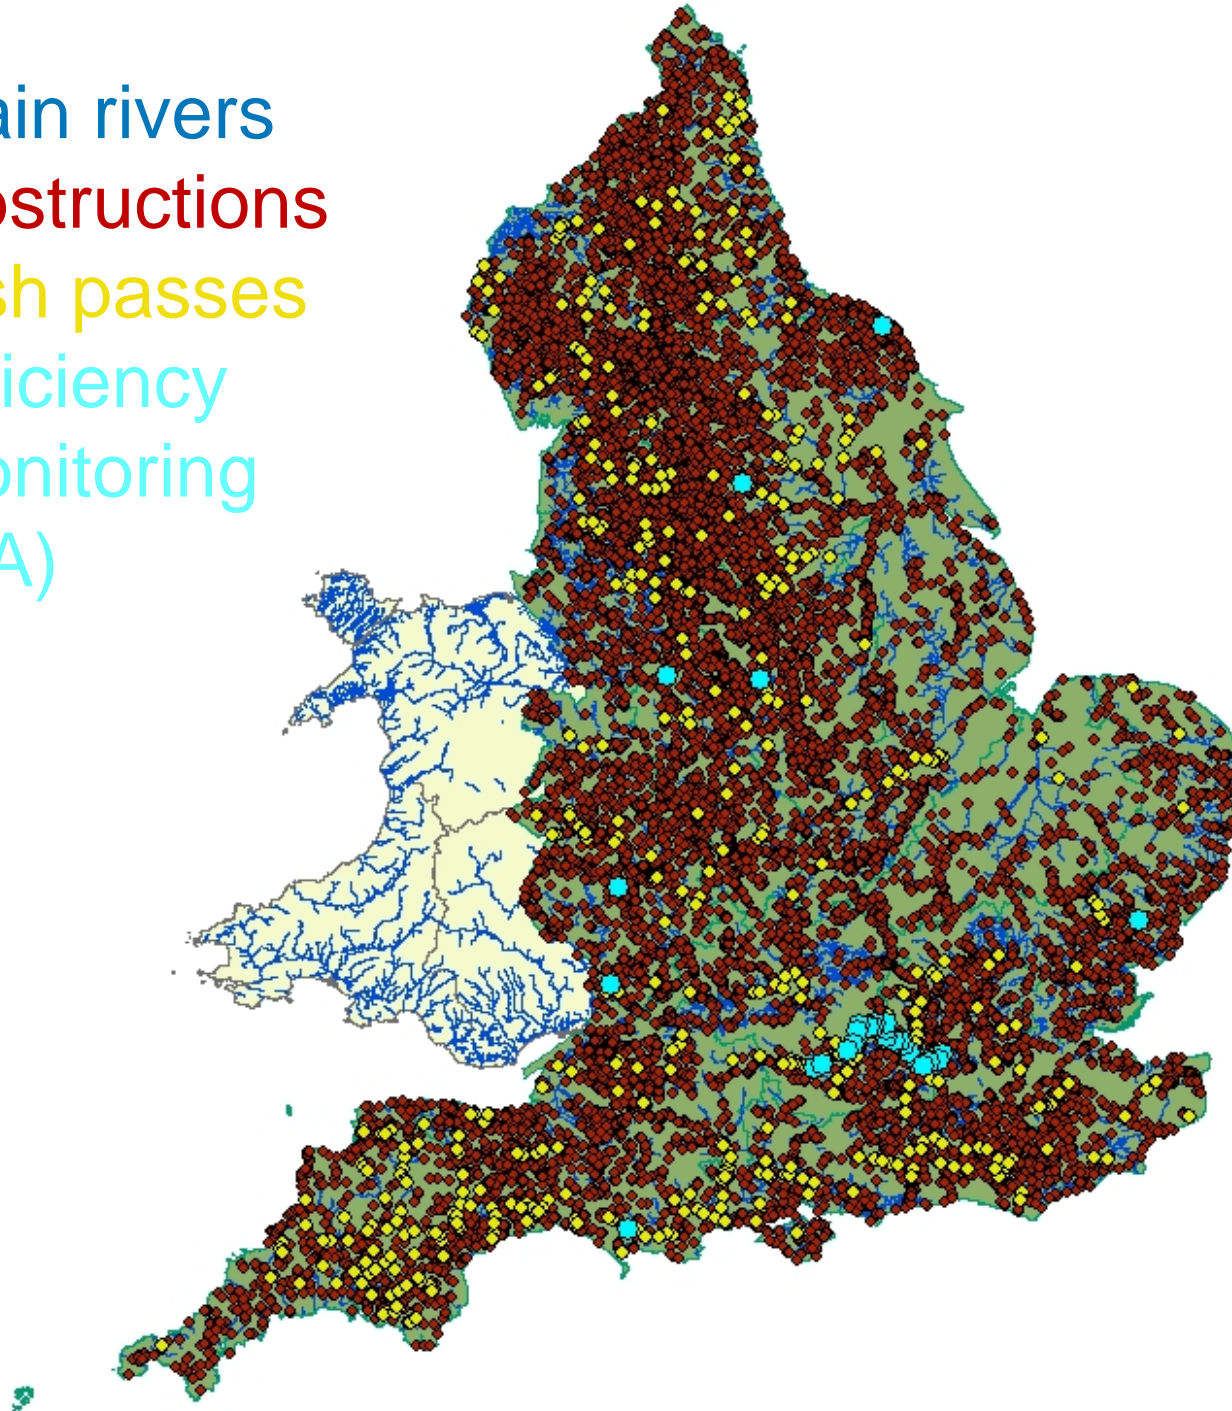 ain rivers
ostructions
sh passes
iciency
onitoring
A)